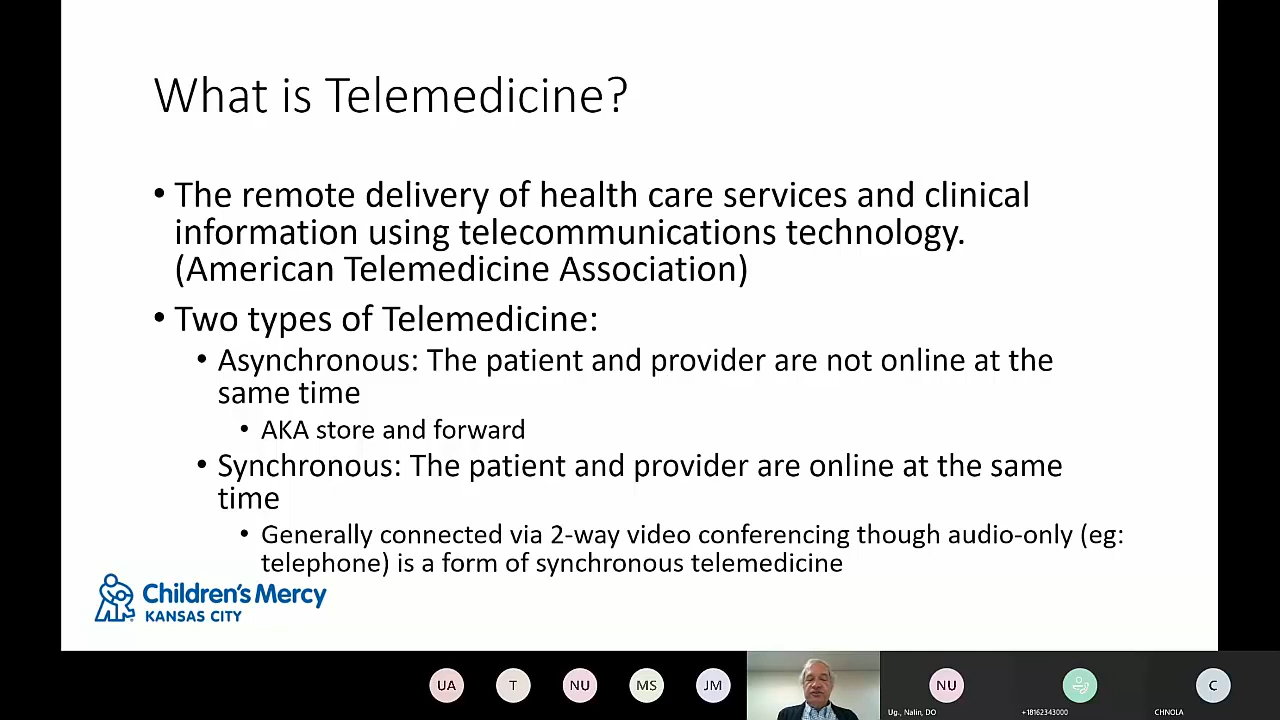 What is Telemedicine?
• The remote delivery of health care services and clinical
information using telecommunications technology.
(American Telemedicine Association)
• Two types of Telemedicine:
• Asynchronous: The patient and provider are not online at the
same time
• AKA store and forward
• Synchronous: The patient and provider are online at the same
time
• Generally connected via 2-way video conferencing though audio-only (eg:
telephone) is a form of synchronous telemedicine
Children's Mercy
KANSAS CITY
UA
T
NU
MS
JM
NU
C
Ug., Nalin, DO
+18162343000
CHNOLA